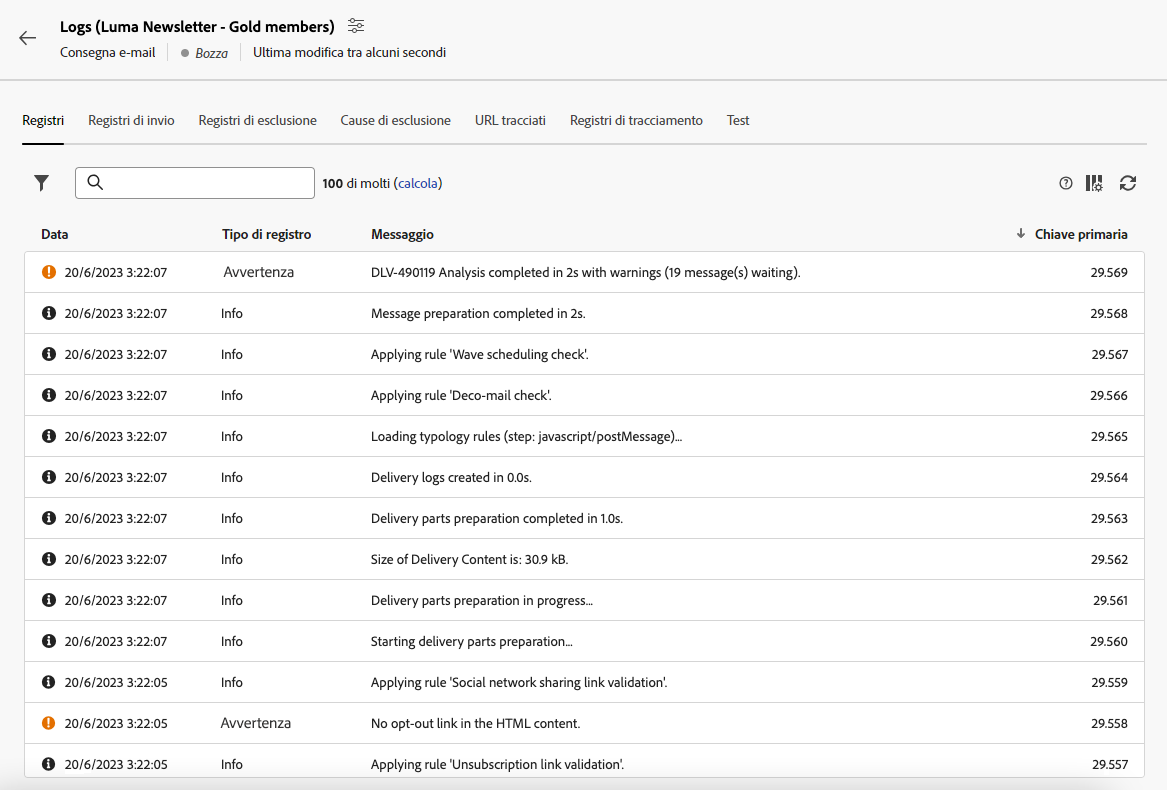 Logs (Luma Newsletter - Gold members)
Consegna e-mail Bozza Ultima modifica tra alcuni secondi
Registri Registri di invio Registri di esclusione Cause di esclusione URL tracciati Registri di tracciamento Test
100 di molti (calcola)
Data Tipo di registro Messaggio Chiave primaria
20/6/2023 3:22:07 Avvertenza DLV-490119 Analysis completed in 2s with warnings (19 message(s) waiting). 29.569
20/6/2023 3:22:07 Info Message preparation completed in 2s. 29.568
20/6/2023 3:22:07 Info Applying rule 'Wave scheduling check'. 29.567
20/6/2023 3:22:07 Info Applying rule 'Deco-mail check'. 29.566
20/6/2023 3:22:07 Info Loading typology rules (step: javascript/postMessage)... 29.565
20/6/2023 3:22:07 Info Delivery logs created in 0.0s. 29.564
20/6/2023 3:22:07 Info Delivery parts preparation completed in 1.0s. 29.563
20/6/2023 3:22:07 Info Size of Delivery Content is: 30.9 kB. 29.562
20/6/2023 3:22:07 Info Delivery parts preparation in progress... 29.561
20/6/2023 3:22:07 Info Starting delivery parts preparation... 29.560
20/6/2023 3:22:05 Info Applying rule 'Social network sharing link validation'. 29.559
20/6/2023 3:22:05 Avvertenza No opt-out link in the HTML content. 29.558
20/6/2023 3:22:05 Info Applying rule 'Unsubscription link validation'. 29.557